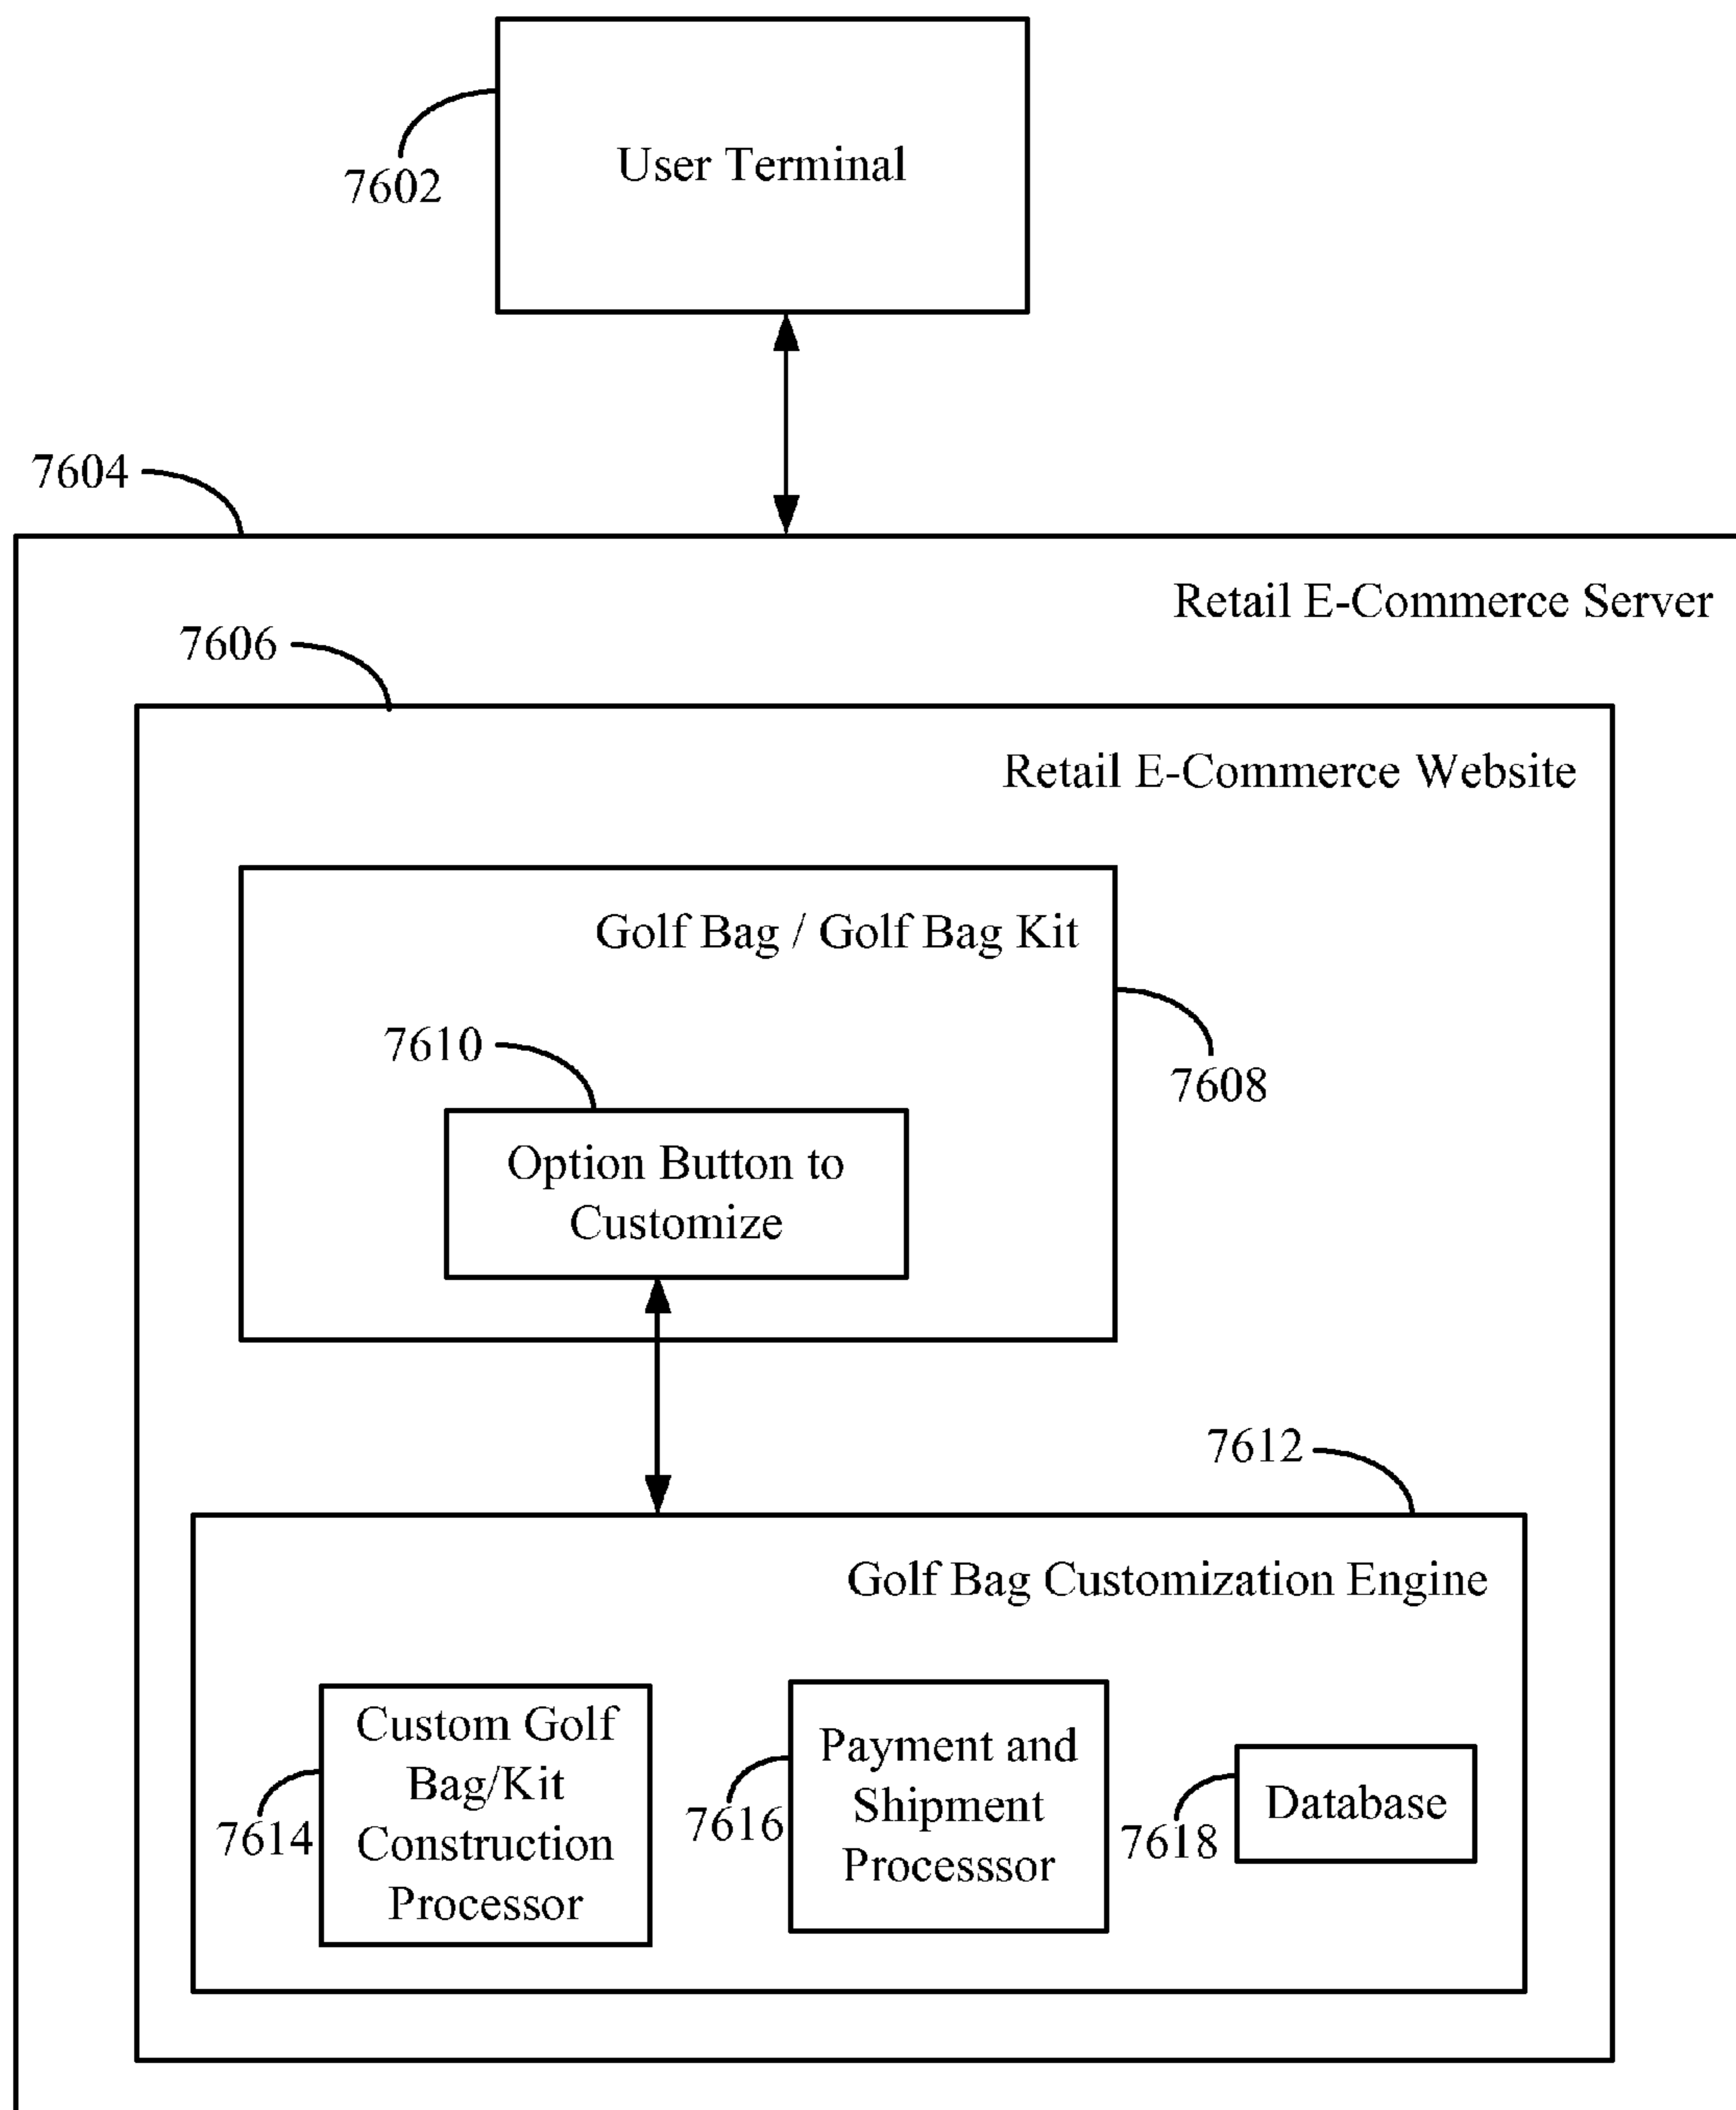 User Terminal
7602
7604
Retail E-Commerce Server
7606
Retail E-Commerce Website
Golf Bag / Golf Bag Kit
7610
7608
Option Button to
Customize
7612
Golf Bag Customization Engine
Custom Golf
Bag/Kit
Construction
Processor
7614
Payment and
Shipment
Processsor
7616
Database
7618